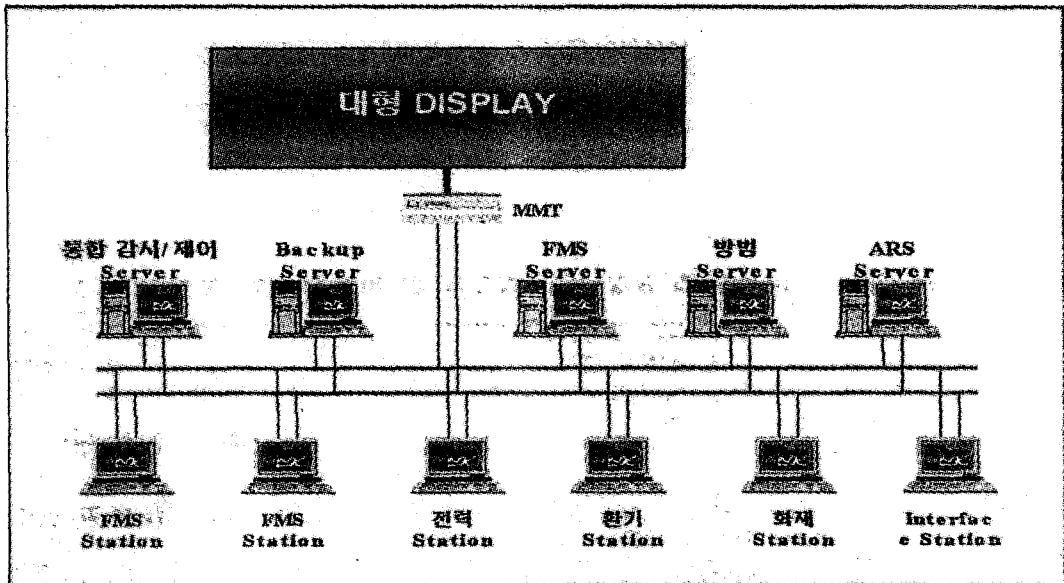 대형 DISPLAY
MMT
통합 감시/제어
Server
Backup
Server
FMS
Server
방범
Server
ARS
Server
FMS
Station
FMS
Station
전력
Station
환기
Station
화재
Station
Interfac
e Station